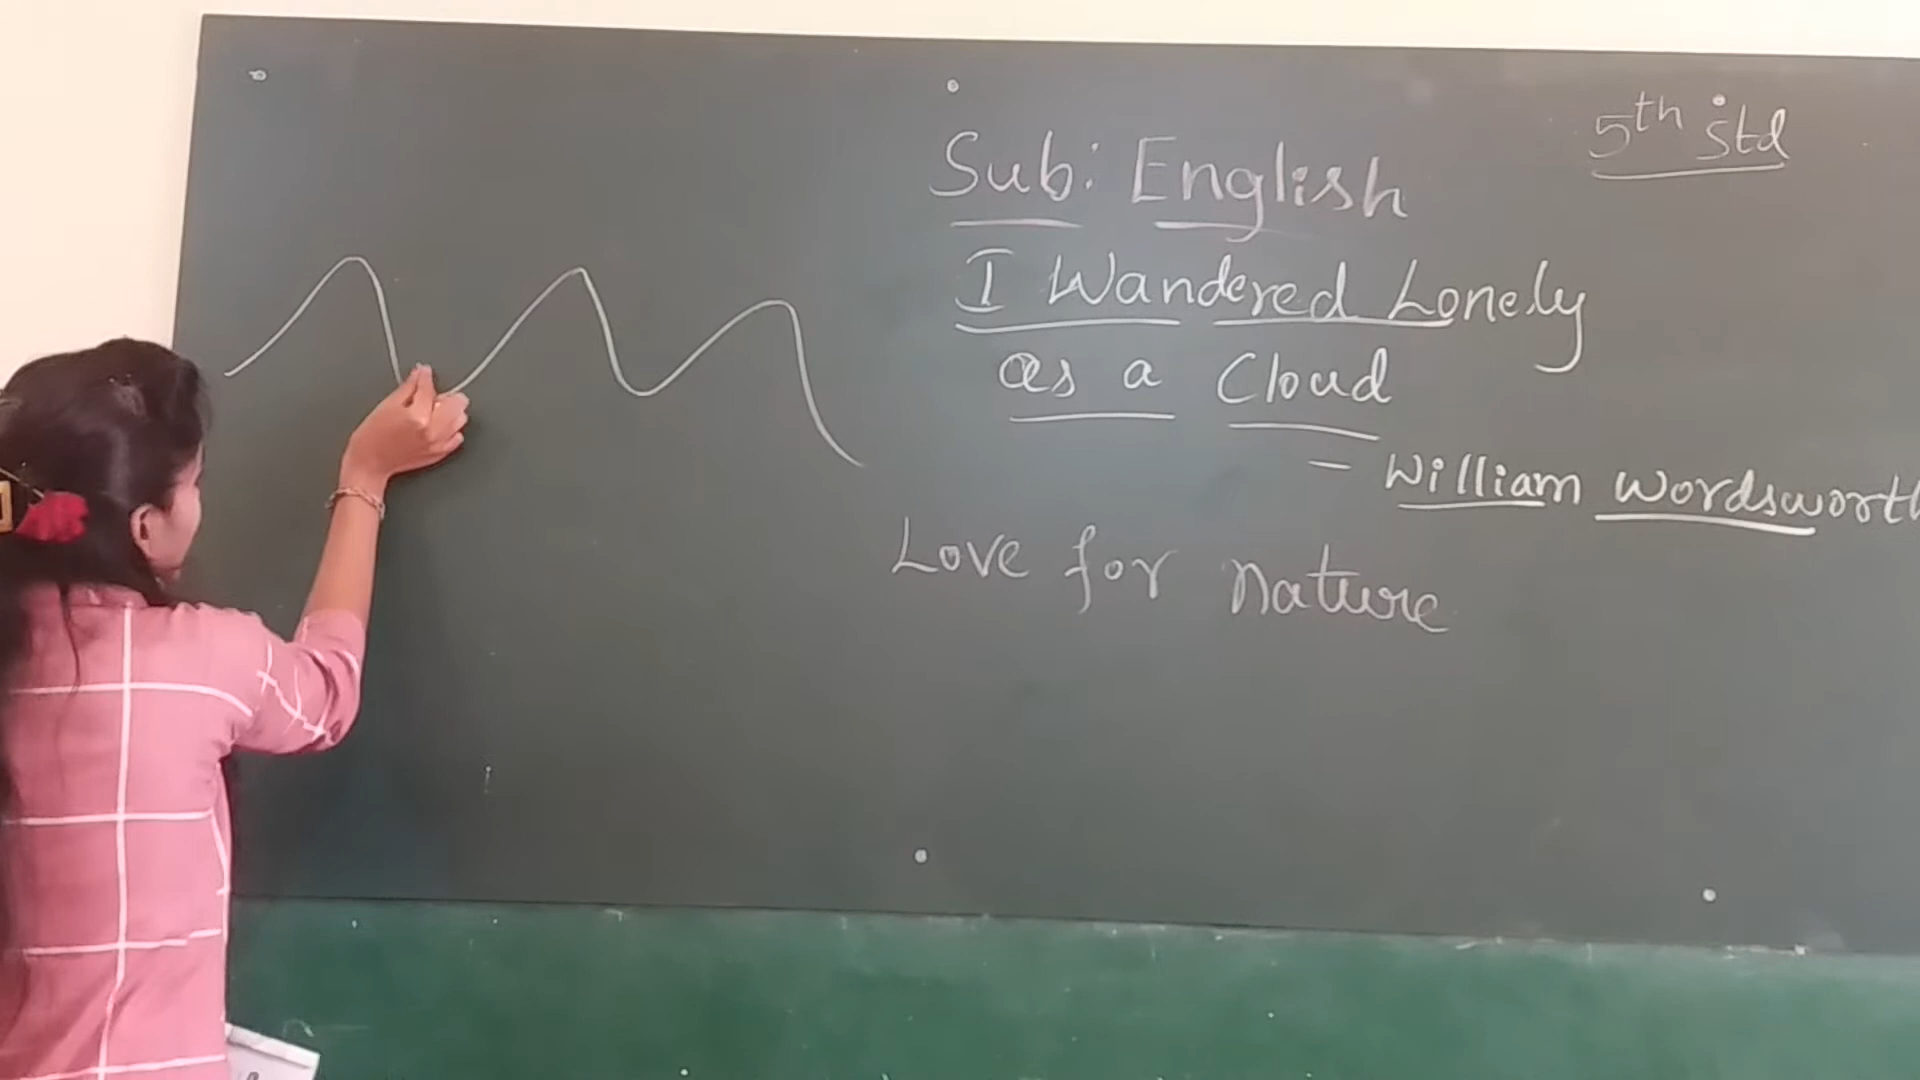 5th std
Sub: English
I Wandered Lonely
as a Cloud
- William Wordsworth
Love for nature